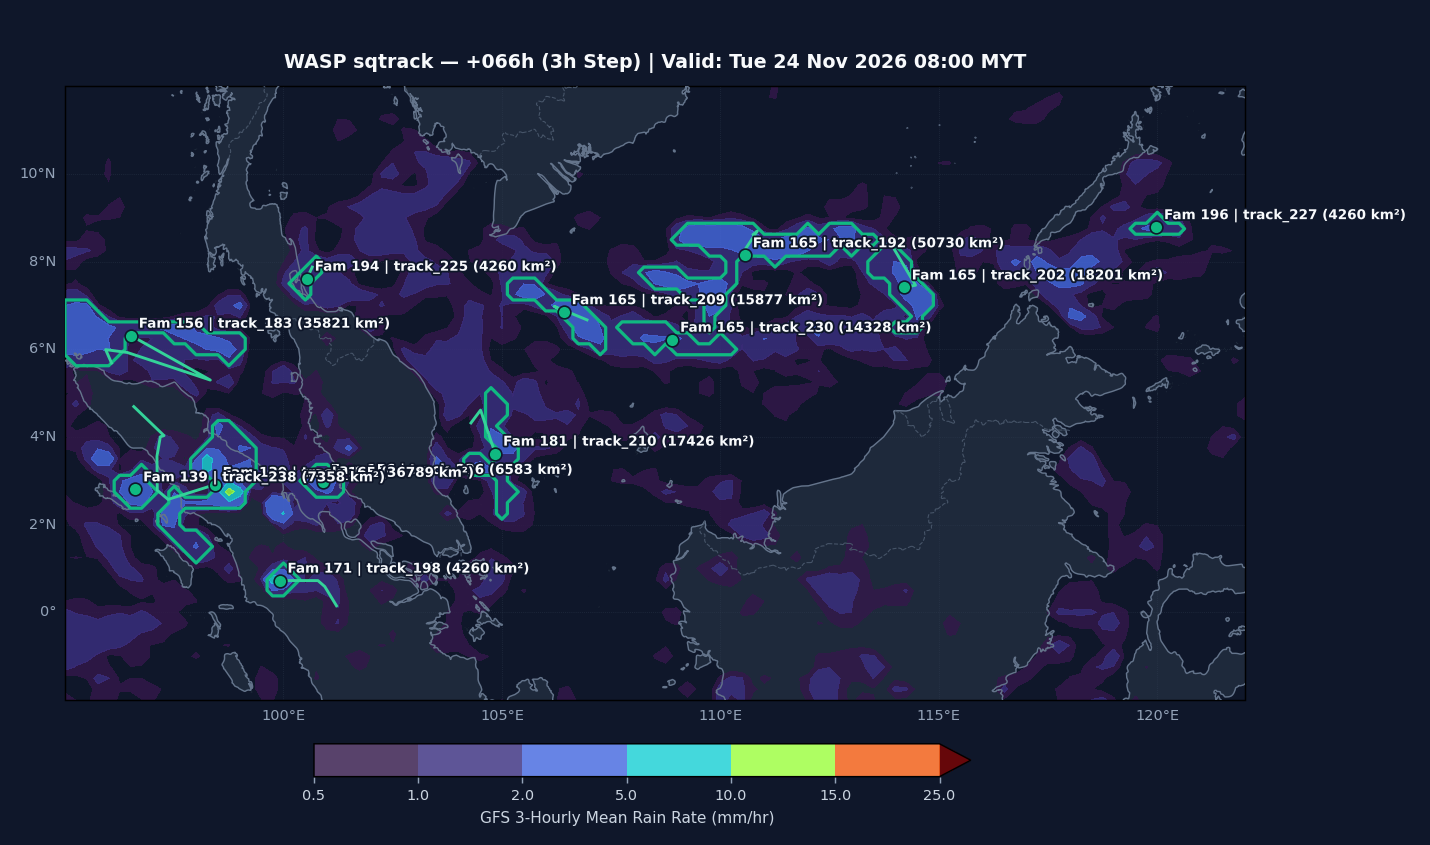 WASP sqtrack — +066h (3h Step) | Valid: Tue 24 Nov 2026 08:00 MYT
10°N
8°N
6°N
4°N
2°N
0°
Fam 196 | track_227 (4260 km²)
Fam 165 | track_192 (50730 km²)
Fam 194 | track_225 (4260 km²)
Fam 165 | track_202 (18201 km²)
Fam 165 | track_209 (15877 km²)
Fam 156 | track_183 (35821 km²)
Fam 165 | track_230 (14328 km²)
Fam 181 | track_210 (17426 km²)
(6583 km²)
36789 km²)
Fam 139 | track_238 (7358 km²)
Fam 171 | track_198 (4260 km²)
100°E
105°E
110°E
115°E
120°E
0.5
1.0
2.0
5.0
10.0
15.0
25.0
GFS 3-Hourly Mean Rain Rate (mm/hr)